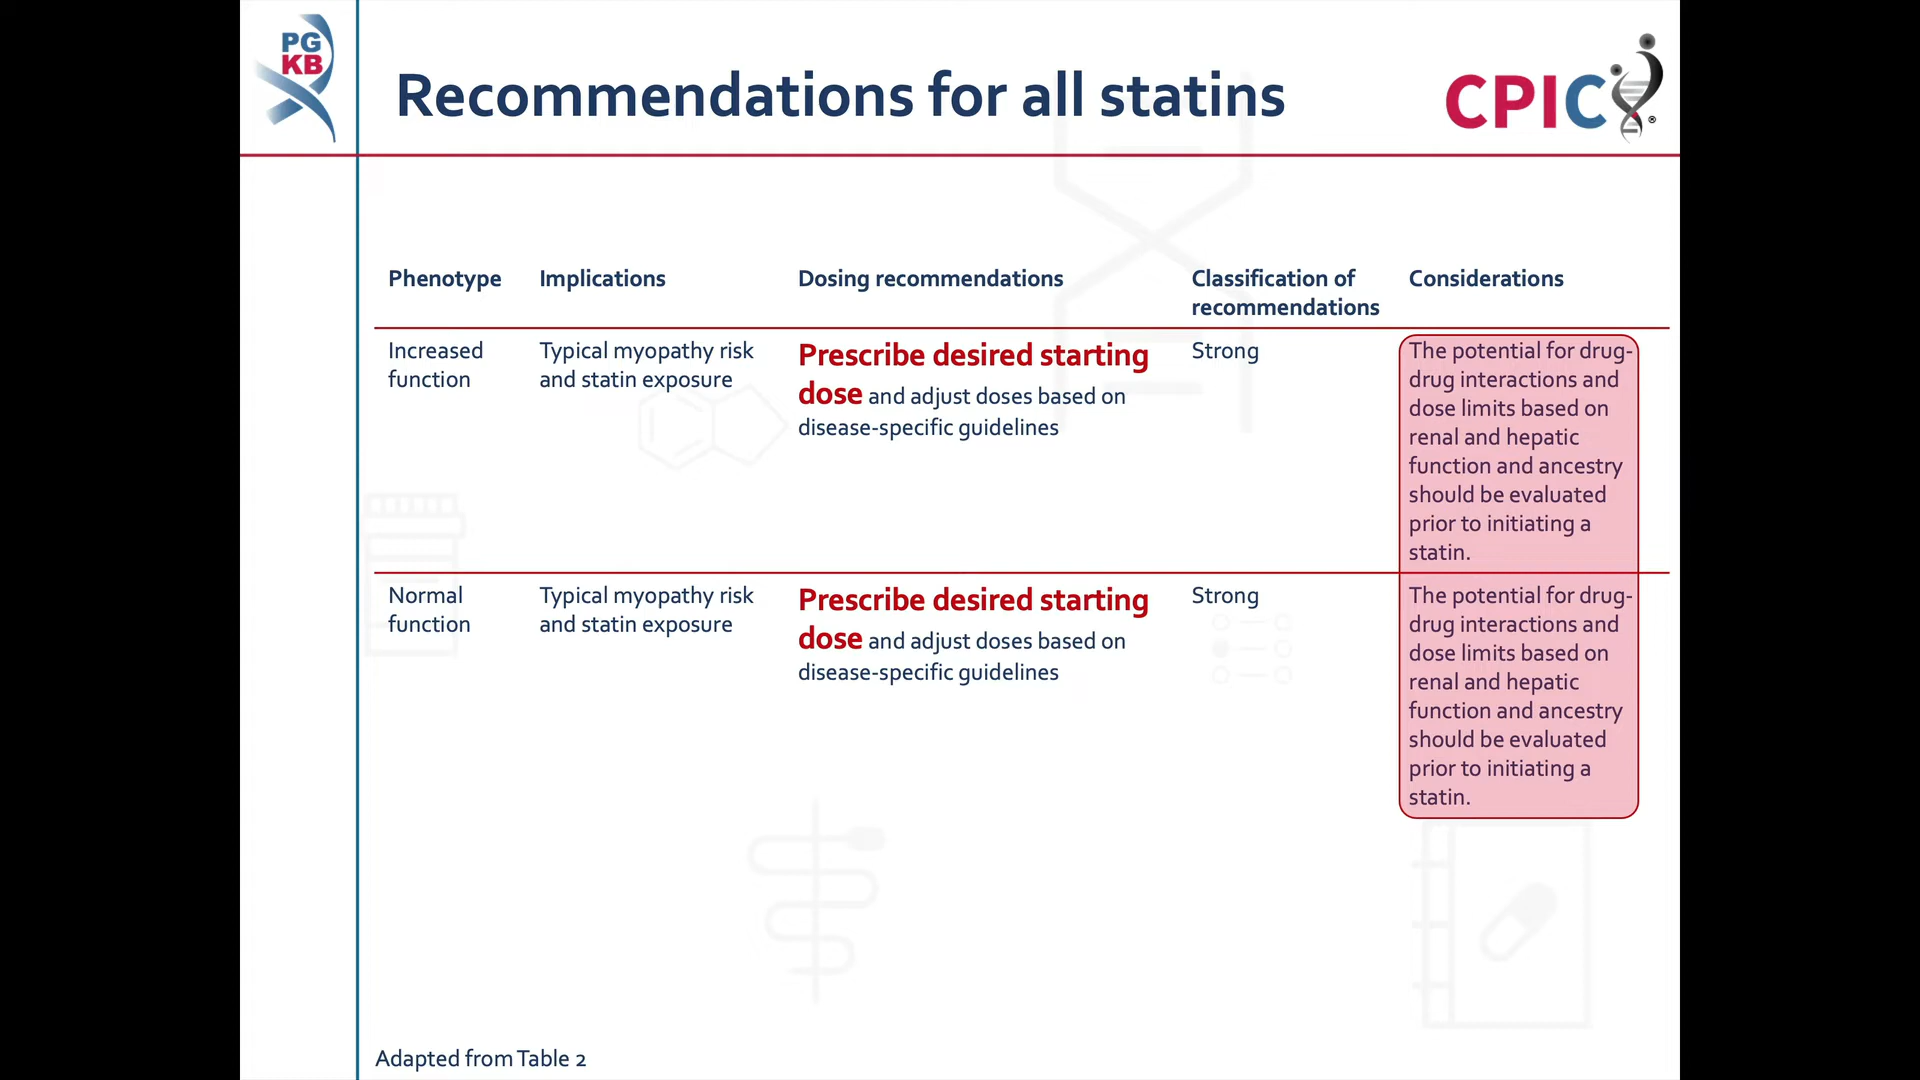 PG
KB
Recommendations for all statins
CPIC®
Phenotype Implications Dosing recommendations Classification of recommendations Considerations
Increased function
Typical myopathy risk
and statin exposure
Prescribe desired starting
dose and adjust doses based on
disease-specific guidelines
Strong
The potential for drug-
drug interactions and
dose limits based on
renal and hepatic
function and ancestry
should be evaluated
prior to initiating a
statin.
Normal function
Typical myopathy risk
and statin exposure
Prescribe desired starting
dose and adjust doses based on
disease-specific guidelines
Strong
The potential for drug-
drug interactions and
dose limits based on
renal and hepatic
function and ancestry
should be evaluated
prior to initiating a
statin.
Adapted from Table 2